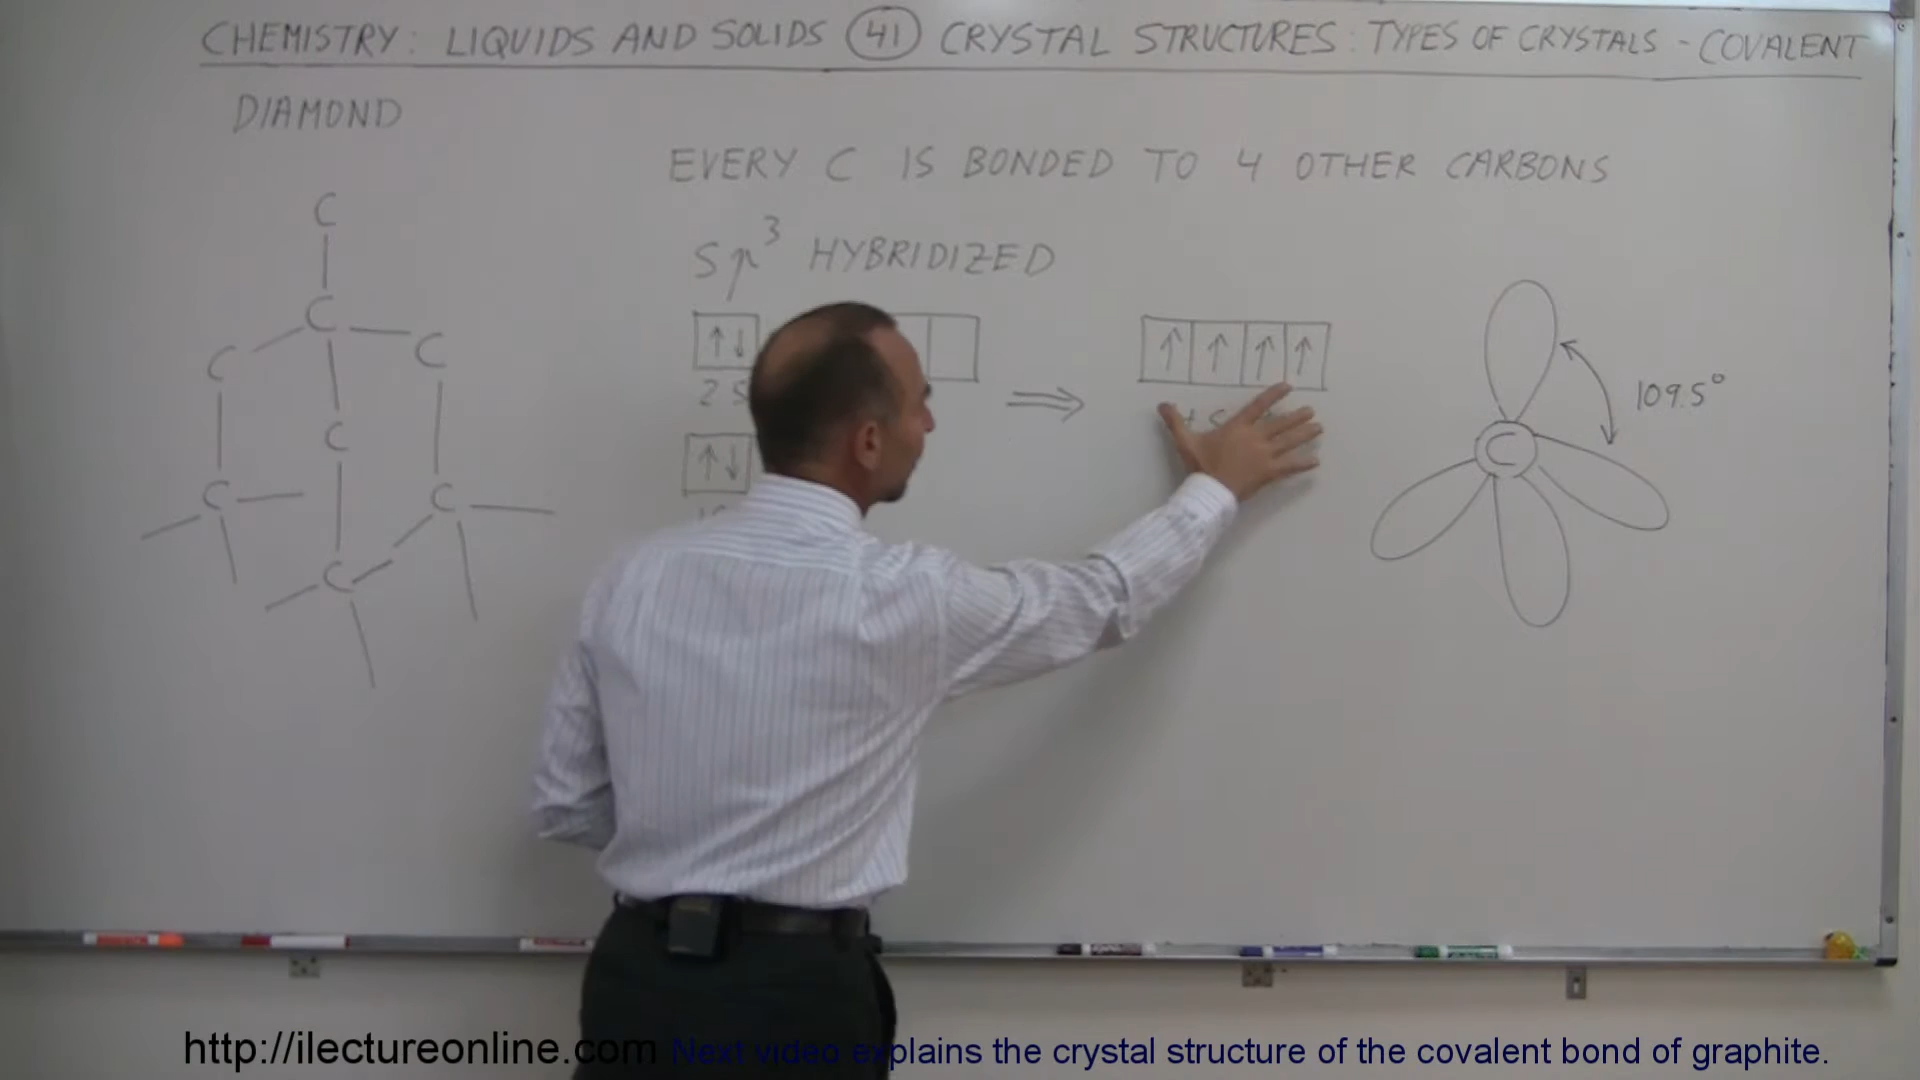 CHEMISTRY: LIQUIDS AND SOLIDS 41 CRYSTAL STRUCTURES: TYPES OF CRYSTALS - COVALENT
DIAMOND
EVERY C IS BONDED TO 4 OTHER CARBONS
Sp³ HYBRIDIZED
C
C
C
C
C
C
C
C
2S
C
109.5°
http://ilectureonline.com Next video explains the crystal structure of the covalent bond of graphite.